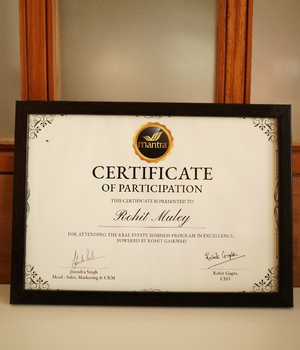 mantra
CERTIFICATE
OF PARTICIPATION
THIS CERTIFICATE IS PRESENTED TO
Rohit Muley
FOR ATTENDING THE REAL ESTATE BUSINESS PROGRAM IN EXCELLENCE,
POWERED BY ROHIT GAIKWAD
Jitendra Singh
Head - Sales, Marketing & CRM
Rohit Gupta
CEO